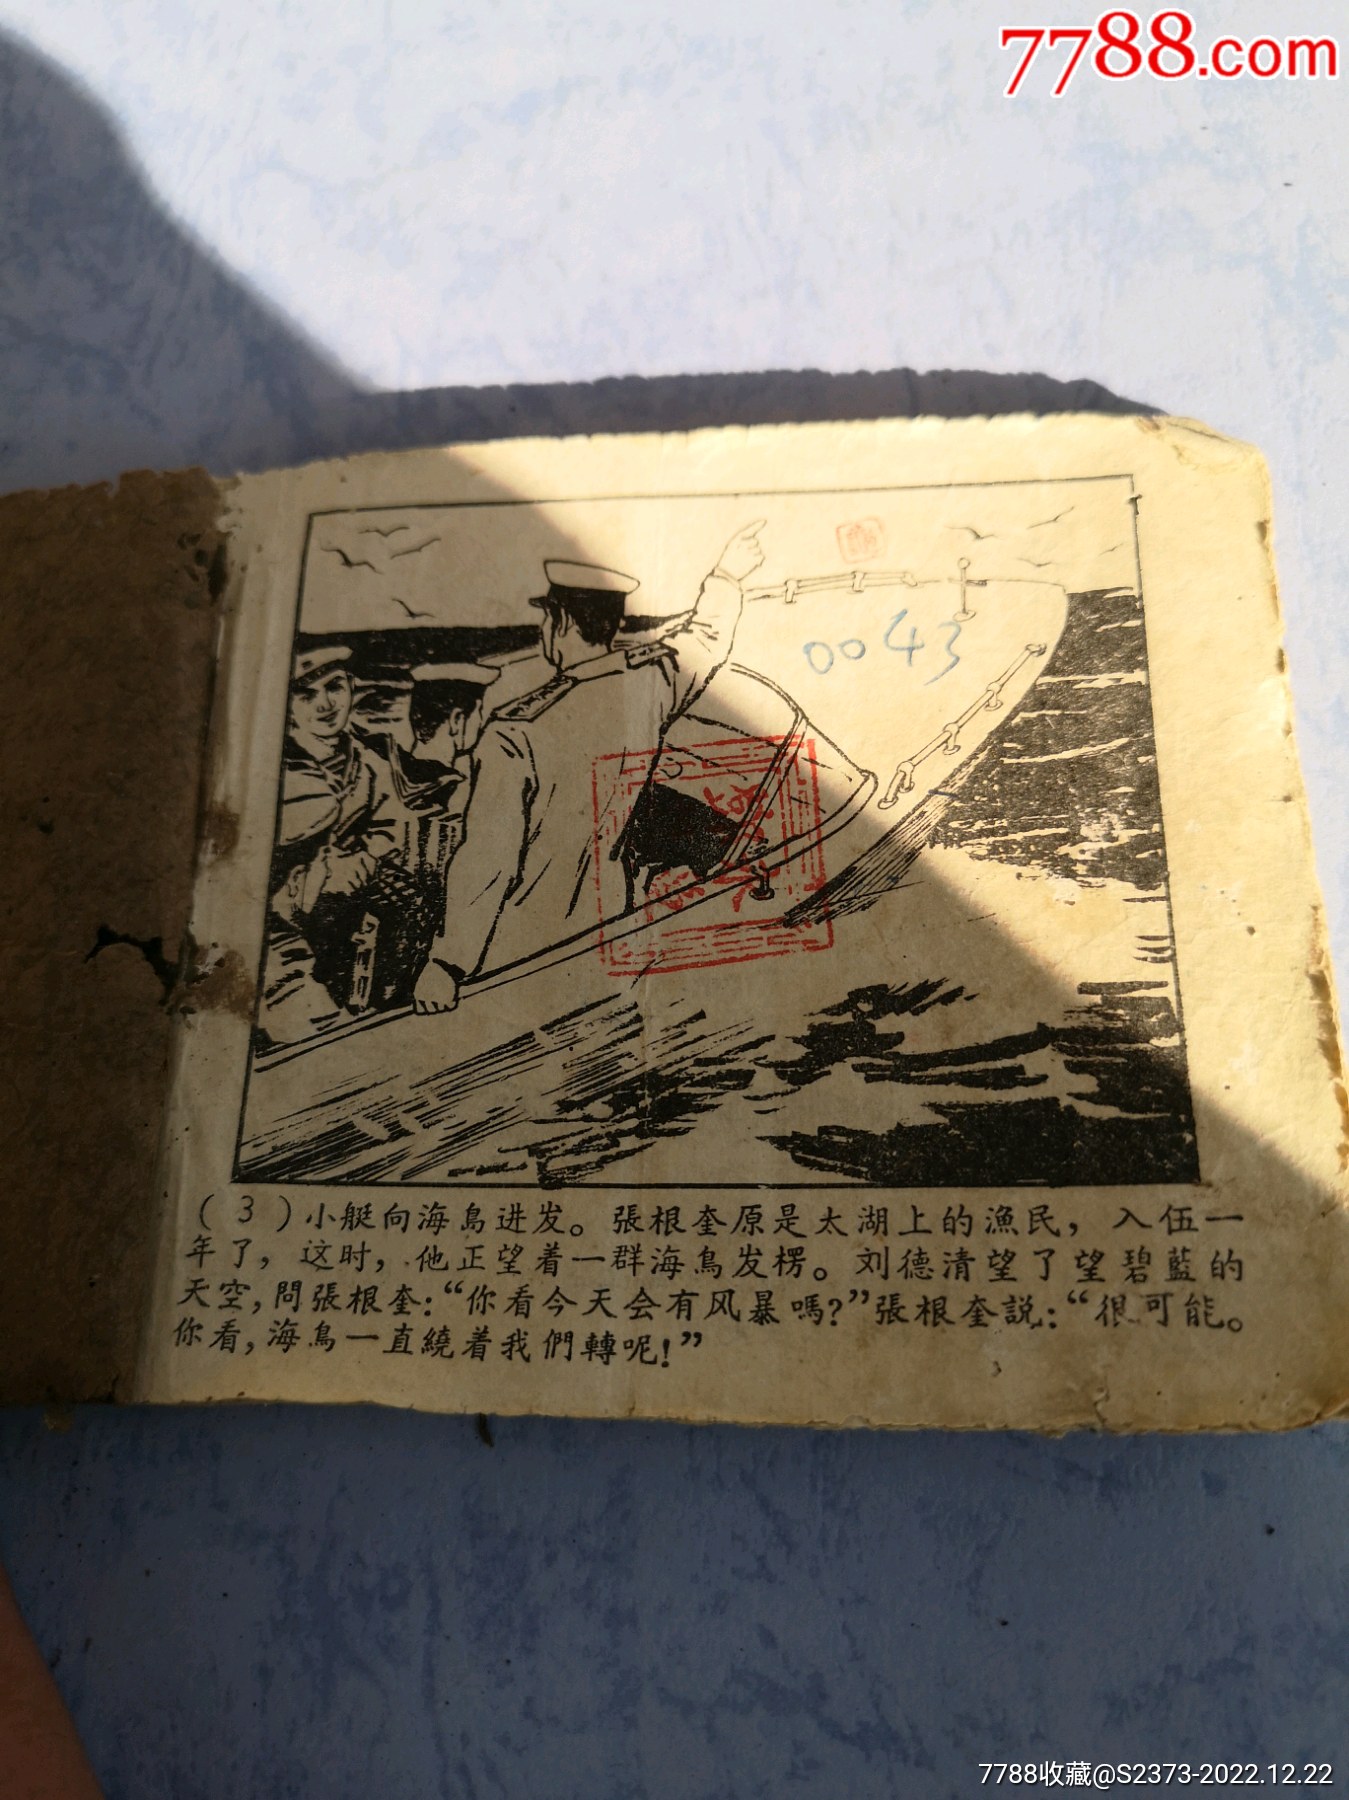 7788.com
0043
(3)小艇向海島进发。張根奎原是太湖上的漁民，入伍一
年了，这时，他正望着一群海鳥发楞。刘德清望了望碧藍的
天空，問張根奎：“你看今天会有风暴嗎？”張根奎説：“很可能。
你看，海鳥一直繞着我們轉呢！”
7788收藏@S2373-2022.12.22